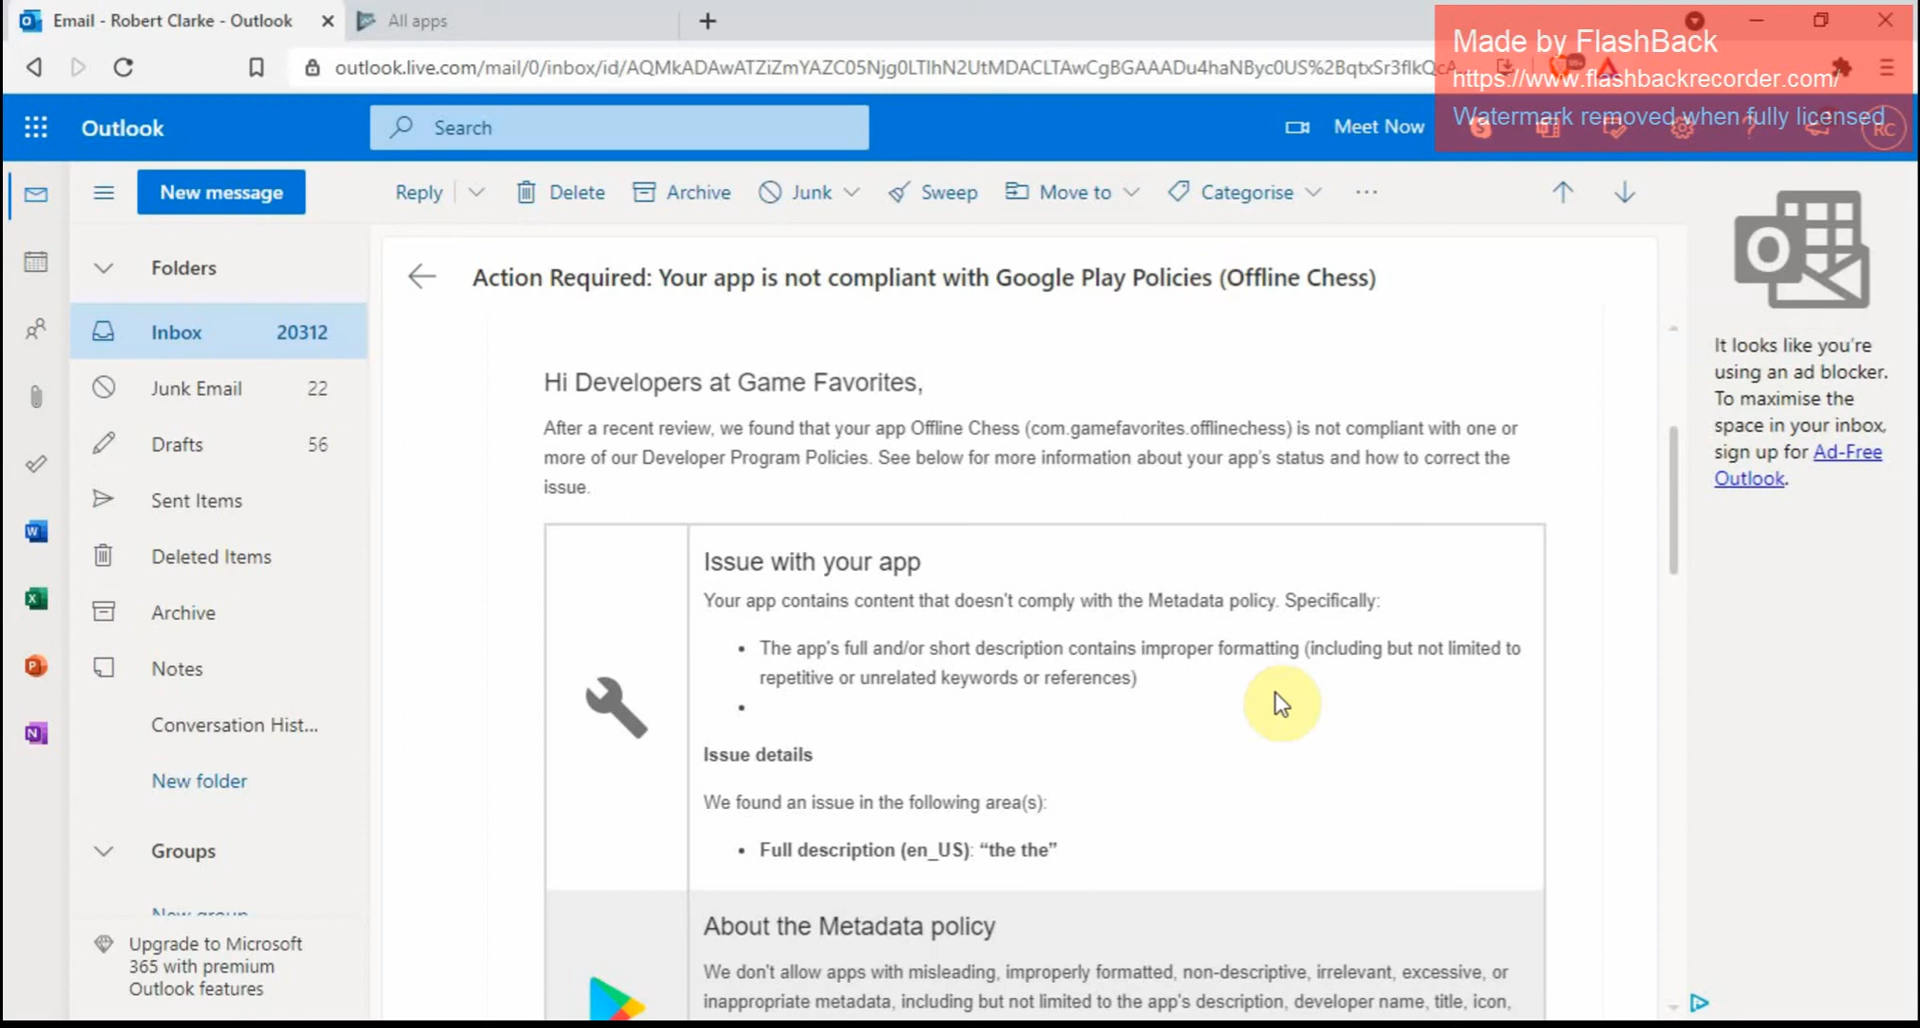 Email - Robert Clarke - Outlook
All apps
Made by FlashBack
https://www.flashbackrecorder.com/
Watermark removed when fully licensed
Outlook
Search
Meet Now
RC
New message
Reply
Delete
Archive
Junk
Sweep
Move to
Categorise
Folders
Inbox 20312
Junk Email 22
Drafts 56
Sent Items
Deleted Items
Archive
Notes
Conversation Hist...
New folder
Groups
New group
Upgrade to Microsoft
365 with premium
Outlook features
Action Required: Your app is not compliant with Google Play Policies (Offline Chess)
Hi Developers at Game Favorites,
After a recent review, we found that your app Offline Chess (com.gamefavorites.offlinechess) is not compliant with one or
more of our Developer Program Policies. See below for more information about your app's status and how to correct the
issue.
Issue with your app
Your app contains content that doesn't comply with the Metadata policy. Specifically:
• The app's full and/or short description contains improper formatting (including but not limited to
repetitive or unrelated keywords or references)
•
Issue details
We found an issue in the following area(s):
• Full description (en_US): “the the”
About the Metadata policy
We don't allow apps with misleading, improperly formatted, non-descriptive, irrelevant, excessive, or
inappropriate metadata, including but not limited to the app's description, developer name, title, icon,
It looks like you're
using an ad blocker.
To maximise the
space in your inbox,
sign up for Ad-Free
Outlook.